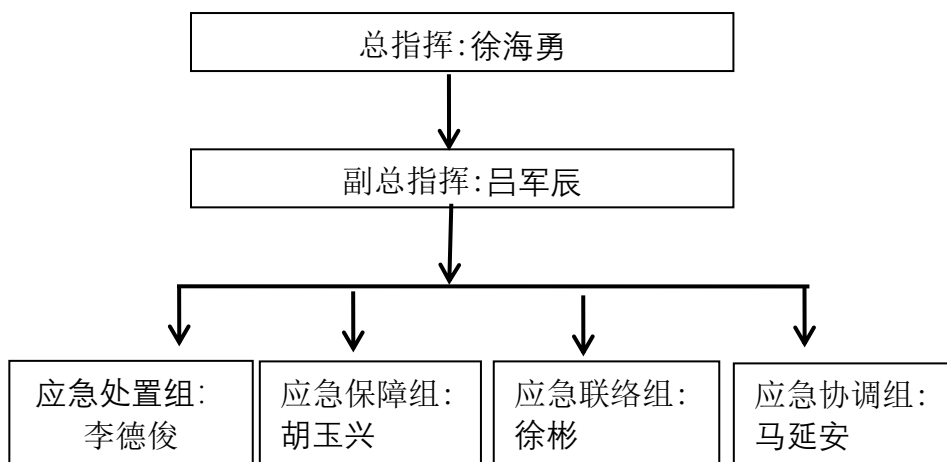 总指挥:徐海勇
副总指挥:吕军辰
应急处置组：
李德俊
应急保障组:
胡玉兴
应急联络组:
徐彬
应急协调组:
马延安